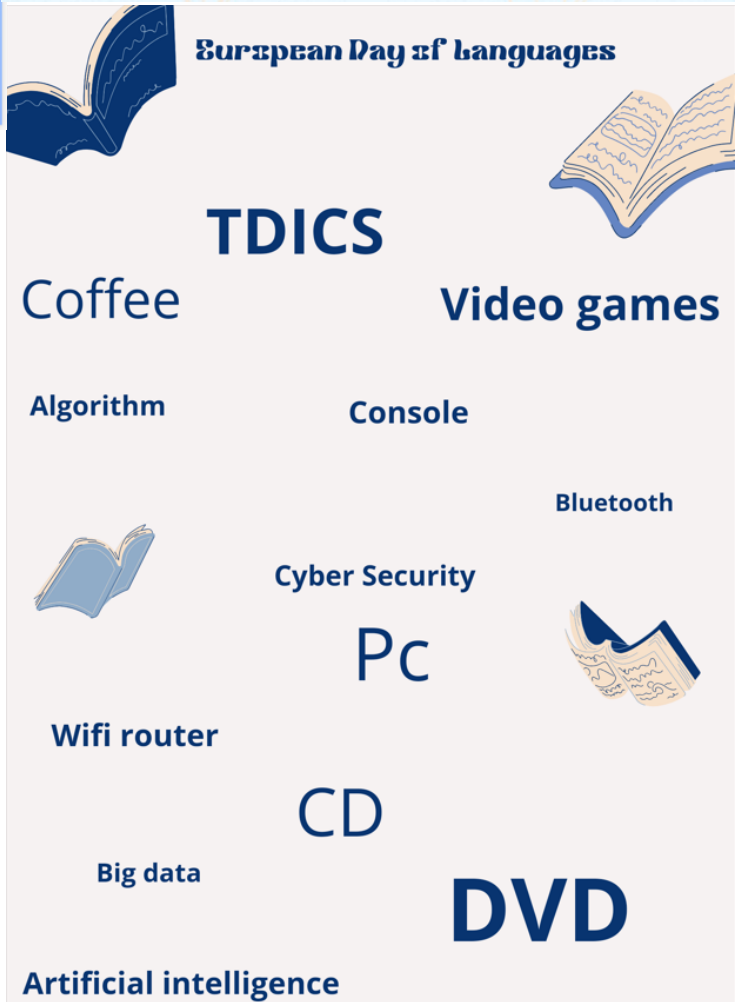 European Day of Languages
TDICS
Coffee
Video games
Algorithm
Console
Bluetooth
Cyber Security
Pc
Wifi router
CD
Big data
DVD
Artificial intelligence